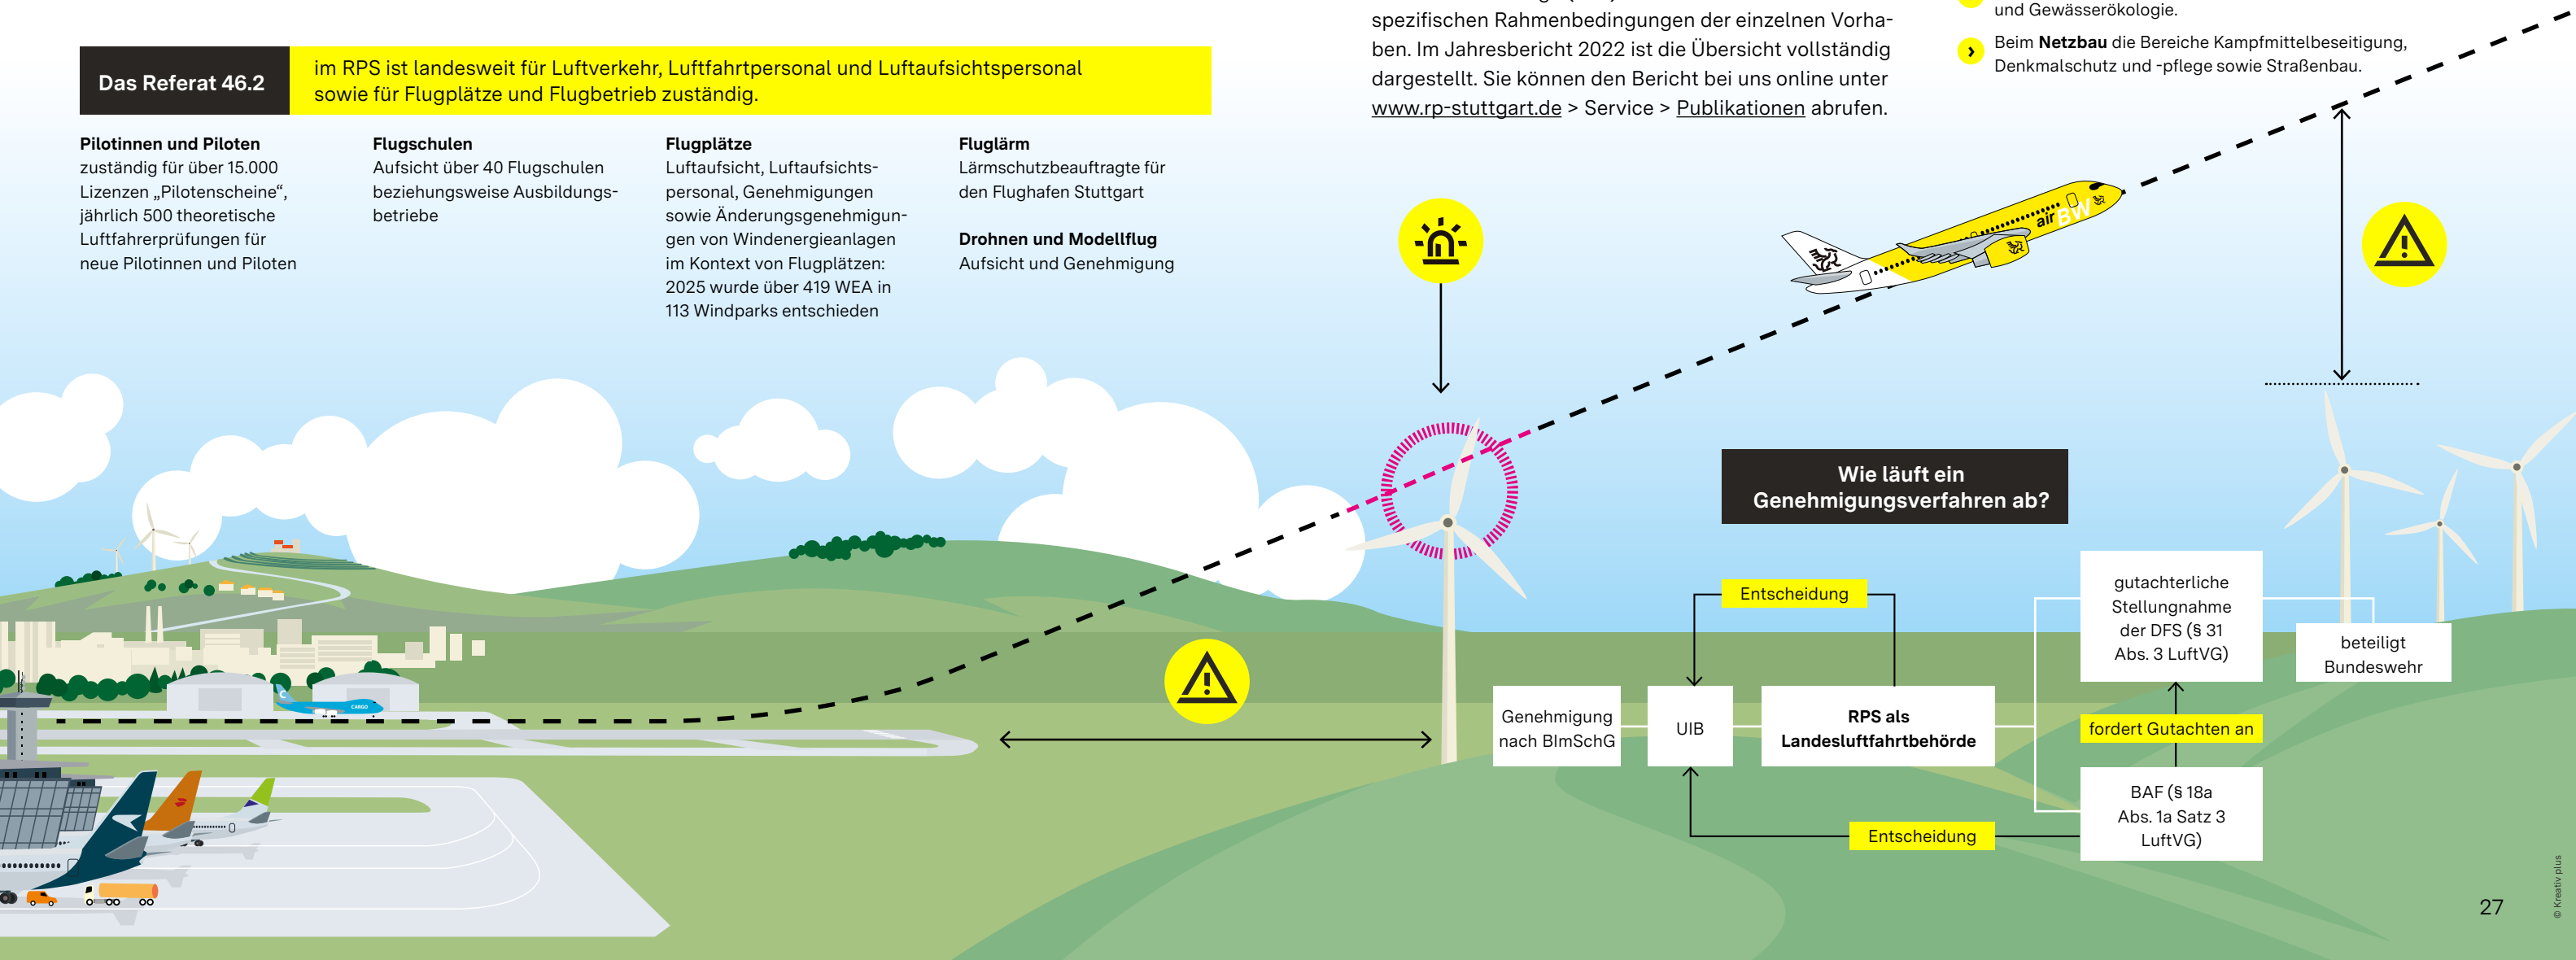 Das Referat 46.2
im RPS ist landesweit für Luftverkehr, Luftfahrtpersonal und Luftaufsichtspersonal
sowie für Flugplätze und Flugbetrieb zuständig.
Pilotinnen und Piloten
zuständig für über 15.000
Lizenzen „Pilotenscheine“,
jährlich 500 theoretische
Luftfahrerprüfungen für
neue Pilotinnen und Piloten
Flugschulen
Aufsicht über 40 Flugschulen
beziehungsweise Ausbildungs-
betriebe
Flugplätze
Luftaufsicht, Luftaufsichts-
personal, Genehmigungen
sowie Änderungsgenehmigun-
gen von Windenergieanlagen
im Kontext von Flugplätzen:
2025 wurde über 419 WEA in
113 Windparks entschieden
Fluglärm
Lärmschutzbeauftragte für
den Flughafen Stuttgart
Drohnen und Modellflug
Aufsicht und Genehmigung
spezifischen Rahmenbedingungen der einzelnen Vorha-
ben. Im Jahresbericht 2022 ist die Übersicht vollständig
dargestellt. Sie können den Bericht bei uns online unter
www.rp-stuttgart.de > Service > Publikationen abrufen.
und Gewässerökologie.
Beim Netzbau die Bereiche Kampfmittelbeseitigung,
Denkmalschutz und -pflege sowie Straßenbau.
air BW
Wie läuft ein
Genehmigungsverfahren ab?
Entscheidung
Genehmigung
nach BImSchG
UIB
RPS als
Landesluftfahrtbehörde
gutachterliche
Stellungnahme
der DFS (§ 31
Abs. 3 LuftVG)
beteiligt
Bundeswehr
fordert Gutachten an
BAF (§ 18a
Abs. 1a Satz 3
LuftVG)
Entscheidung
C
CARGO
27
© Kreativ plus